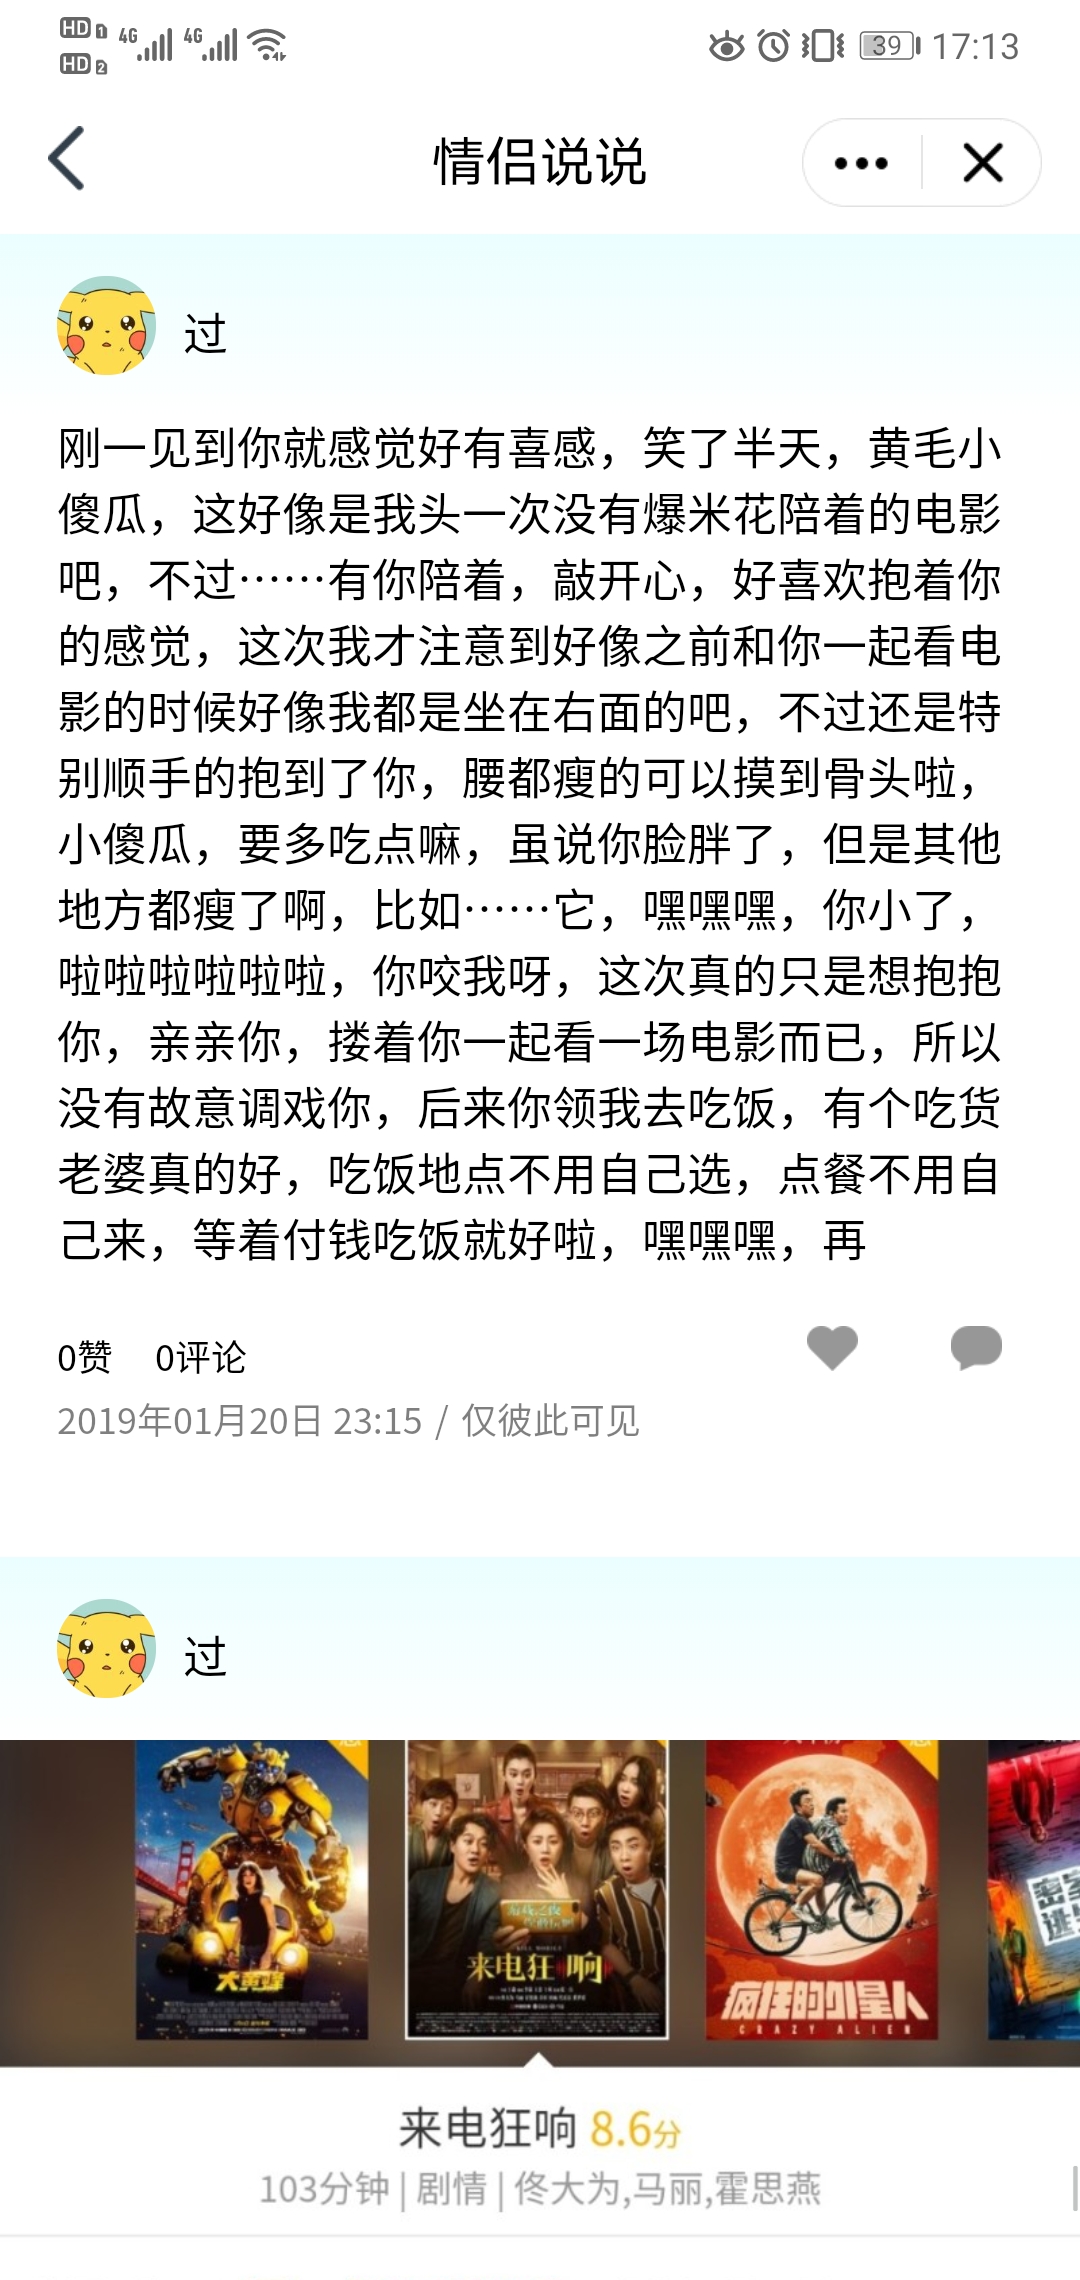 HD 1 4G 4G
HD 2
39 17:13
情侣说说
过
刚一见到你就感觉好有喜感，笑了半天，黄毛小
傻瓜，这好像是我头一次没有爆米花陪着的电影
吧，不过……有你陪着，敲开心，好喜欢抱着你
的感觉，这次我才注意到好像之前和你一起看电
影的时候好像我都是坐在右面的吧，不过还是特
别顺手的抱到了你，腰都瘦的可以摸到骨头啦，
小傻瓜，要多吃点嘛，虽说你脸胖了，但是其他
地方都瘦了啊，比如……它，嘿嘿嘿，你小了，
啦啦啦啦啦啦，你咬我呀，这次真的只是想抱抱
你，亲亲你，搂着你一起看一场电影而已，所以
没有故意调戏你，后来你领我去吃饭，有个吃货
老婆真的好，吃饭地点不用自己选，点餐不用自
己来，等着付钱吃饭就好啦，嘿嘿嘿，再
0赞 0评论
2019年01月20日 23:15 / 仅彼此可见
过
大黄蜂
来电狂响
疯狂的外星人
CRAZY ALIEN
密室
逃
来电狂响 8.6分
103分钟 | 剧情 | 佟大为,马丽,霍思燕